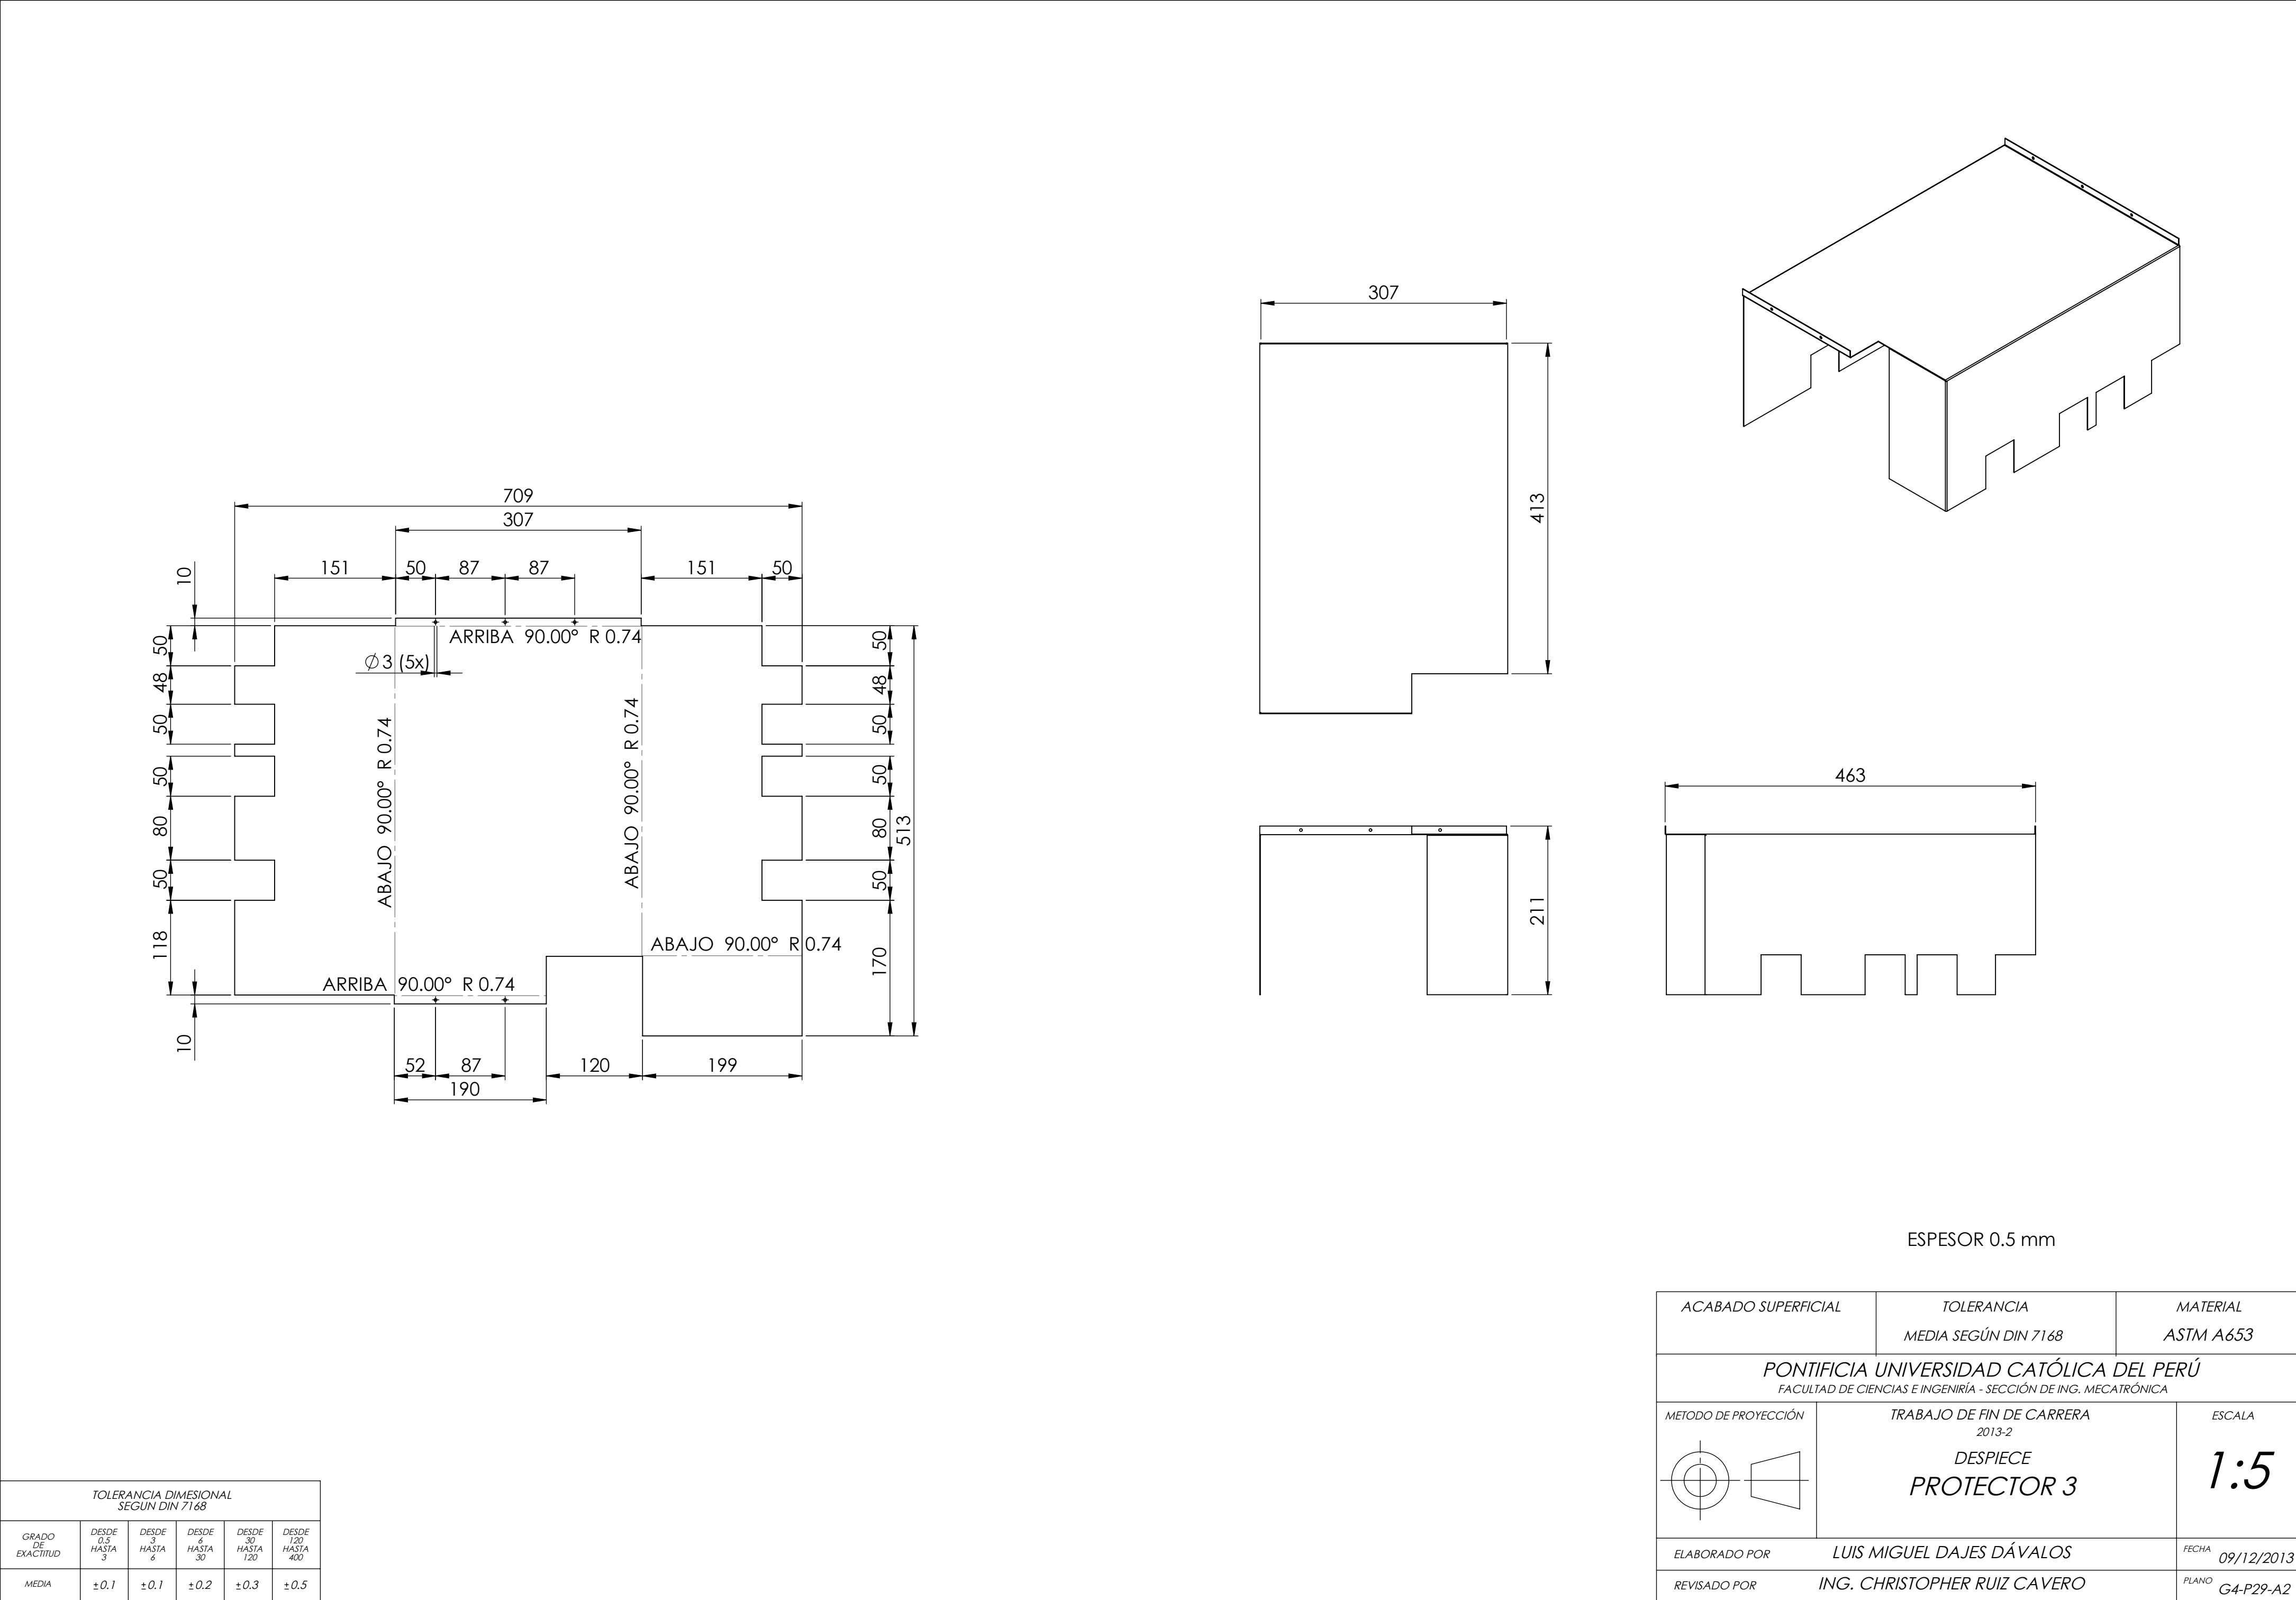 709
307
151 50 87 87 151 50
10
ARRIBA 90.00° R 0.74
∅3 (5x)
50
48
50
50
80
50
118
10
ABAJO 90.00° R 0.74
ABAJO 90.00° R 0.74
50
48
50
50
80
50
170
513
ABAJO 90.00° R 0.74
ARRIBA 90.00° R 0.74
52 87 120 199
190
307
413
211
463
ESPESOR 0.5 mm
ACABADO SUPERFICIAL
TOLERANCIA
MEDIA SEGÚN DIN 7168
MATERIAL
ASTM A653
PONTIFICIA UNIVERSIDAD CATÓLICA DEL PERÚ
FACULTAD DE CIENCIAS E INGENIRÍA - SECCIÓN DE ING. MECATRÓNICA
METODO DE PROYECCIÓN
TRABAJO DE FIN DE CARRERA
2013-2
DESPIECE
PROTECTOR 3
ESCALA
1:5
ELABORADO POR LUIS MIGUEL DAJES DÁVALOS
FECHA 09/12/2013
REVISADO POR ING. CHRISTOPHER RUIZ CAVERO
PLANO G4-P29-A2
TOLERANCIA DIMESIONAL
SEGUN DIN 7168
GRADO
DE
EXACTITUD
DESDE
0.5
HASTA
3
DESDE
3
HASTA
6
DESDE
6
HASTA
30
DESDE
30
HASTA
120
DESDE
120
HASTA
400
MEDIA ±0.1 ±0.1 ±0.2 ±0.3 ±0.5